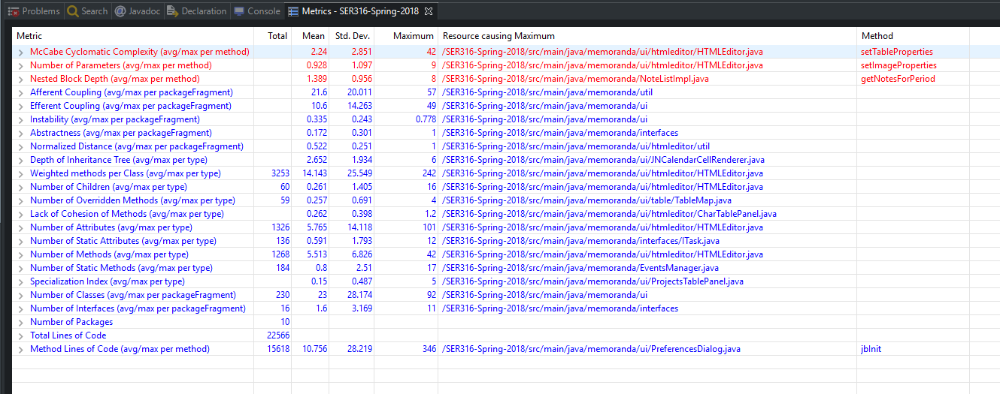 Problems Search Javadoc Declaration Console Metrics - SER316-Spring-2018
Metric Total Mean Std. Dev. Maximum Resource causing Maximum Method
McCabe Cyclomatic Complexity (avg/max per method) 2.24 2.851 42 /SER316-Spring-2018/src/main/java/memoranda/ui/htmleditor/HTMLEditor.java setTableProperties
Number of Parameters (avg/max per method) 0.928 1.097 9 /SER316-Spring-2018/src/main/java/memoranda/ui/htmleditor/HTMLEditor.java setImageProperties
Nested Block Depth (avg/max per method) 1.389 0.956 8 /SER316-Spring-2018/src/main/java/memoranda/NoteListImpl.java getNotesForPeriod
Afferent Coupling (avg/max per packageFragment) 21.6 20.011 57 /SER316-Spring-2018/src/main/java/memoranda/util
Efferent Coupling (avg/max per packageFragment) 10.6 14.263 49 /SER316-Spring-2018/src/main/java/memoranda/ui
Instability (avg/max per packageFragment) 0.335 0.243 0.778 /SER316-Spring-2018/src/main/java/memoranda/ui
Abstractness (avg/max per packageFragment) 0.172 0.301 1 /SER316-Spring-2018/src/main/java/memoranda/interfaces
Normalized Distance (avg/max per packageFragment) 0.522 0.251 1 /SER316-Spring-2018/src/main/java/memoranda/ui/htmleditor/util
Depth of Inheritance Tree (avg/max per type) 2.652 1.934 6 /SER316-Spring-2018/src/main/java/memoranda/ui/JNCalendarCellRenderer.java
Weighted methods per Class (avg/max per type) 3253 14.143 25.549 242 /SER316-Spring-2018/src/main/java/memoranda/ui/htmleditor/HTMLEditor.java
Number of Children (avg/max per type) 60 0.261 1.405 16 /SER316-Spring-2018/src/main/java/memoranda/ui/htmleditor/HTMLEditor.java
Number of Overridden Methods (avg/max per type) 59 0.257 0.691 4 /SER316-Spring-2018/src/main/java/memoranda/ui/table/TableMap.java
Lack of Cohesion of Methods (avg/max per type) 0.262 0.398 1.2 /SER316-Spring-2018/src/main/java/memoranda/ui/htmleditor/CharTablePanel.java
Number of Attributes (avg/max per type) 1326 5.765 14.118 101 /SER316-Spring-2018/src/main/java/memoranda/ui/htmleditor/HTMLEditor.java
Number of Static Attributes (avg/max per type) 136 0.591 1.793 12 /SER316-Spring-2018/src/main/java/memoranda/interfaces/ITask.java
Number of Methods (avg/max per type) 1268 5.513 6.826 42 /SER316-Spring-2018/src/main/java/memoranda/ui/htmleditor/HTMLEditor.java
Number of Static Methods (avg/max per type) 184 0.8 2.51 17 /SER316-Spring-2018/src/main/java/memoranda/EventsManager.java
Specialization Index (avg/max per type) 0.15 0.487 5 /SER316-Spring-2018/src/main/java/memoranda/ui/ProjectsTablePanel.java
Number of Classes (avg/max per packageFragment) 230 23 28.174 92 /SER316-Spring-2018/src/main/java/memoranda/ui
Number of Interfaces (avg/max per packageFragment) 16 1.6 3.169 11 /SER316-Spring-2018/src/main/java/memoranda/interfaces
Number of Packages 10
Total Lines of Code 22566
Method Lines of Code (avg/max per method) 15618 10.756 28.219 346 /SER316-Spring-2018/src/main/java/memoranda/ui/PreferencesDialog.java jbInit